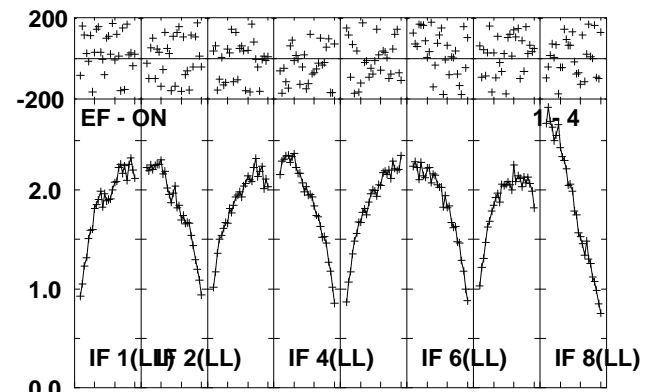 200
-200
EF - ON
1 - 4
2.0
1.0
IF 1(LL)
IF 2(LL)
IF 4(LL)
IF 6(LL)
IF 8(LL)
0.0